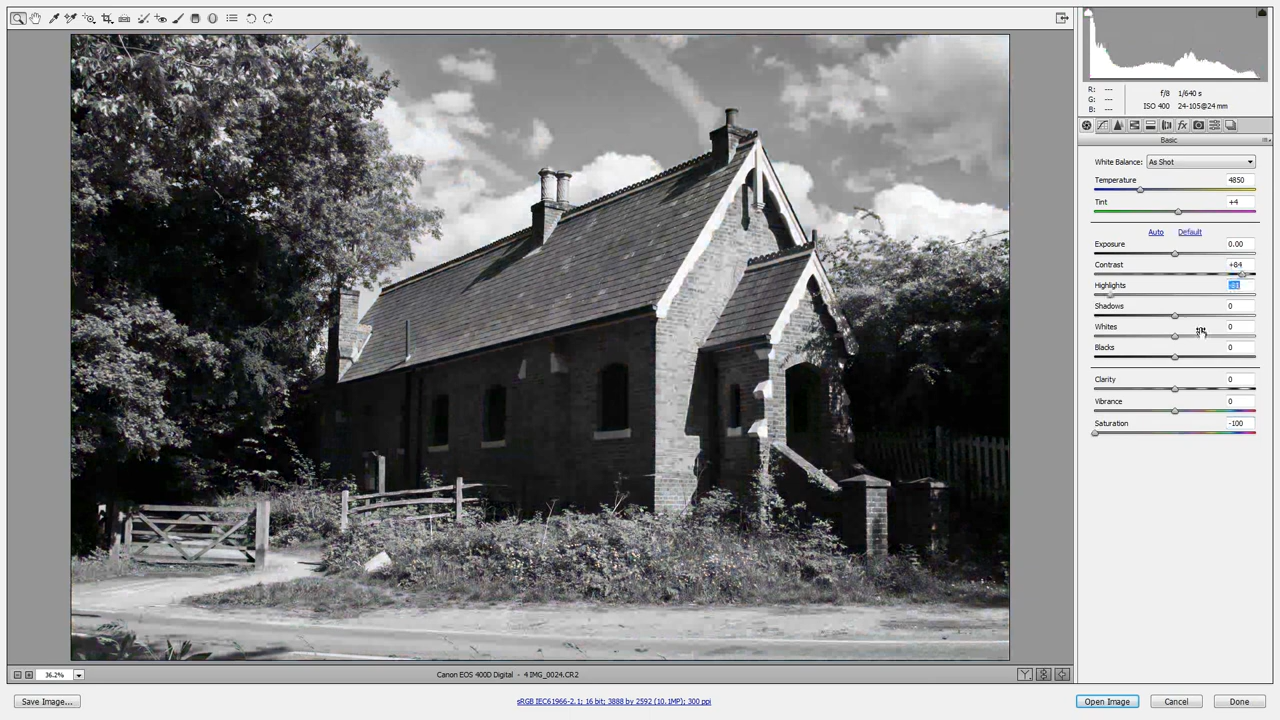 R: ---
G: ---
B: ---
f/8 1/640 s
ISO 400 24-105@24 mm
fx
Basic
White Balance: As Shot
Temperature 4850
Tint +4
Auto Default
Exposure 0.00
Contrast +84
Highlights
Shadows 0
Whites 0
Blacks 0
Clarity 0
Vibrance 0
Saturation -100
36.2%
Canon EOS 400D Digital - 4 IMG_0024.CR2
Y
Save Image...
sRGB IEC61966-2.1; 16 bit; 3888 by 2592 (10.1MP); 300 ppi
Open Image
Cancel
Done